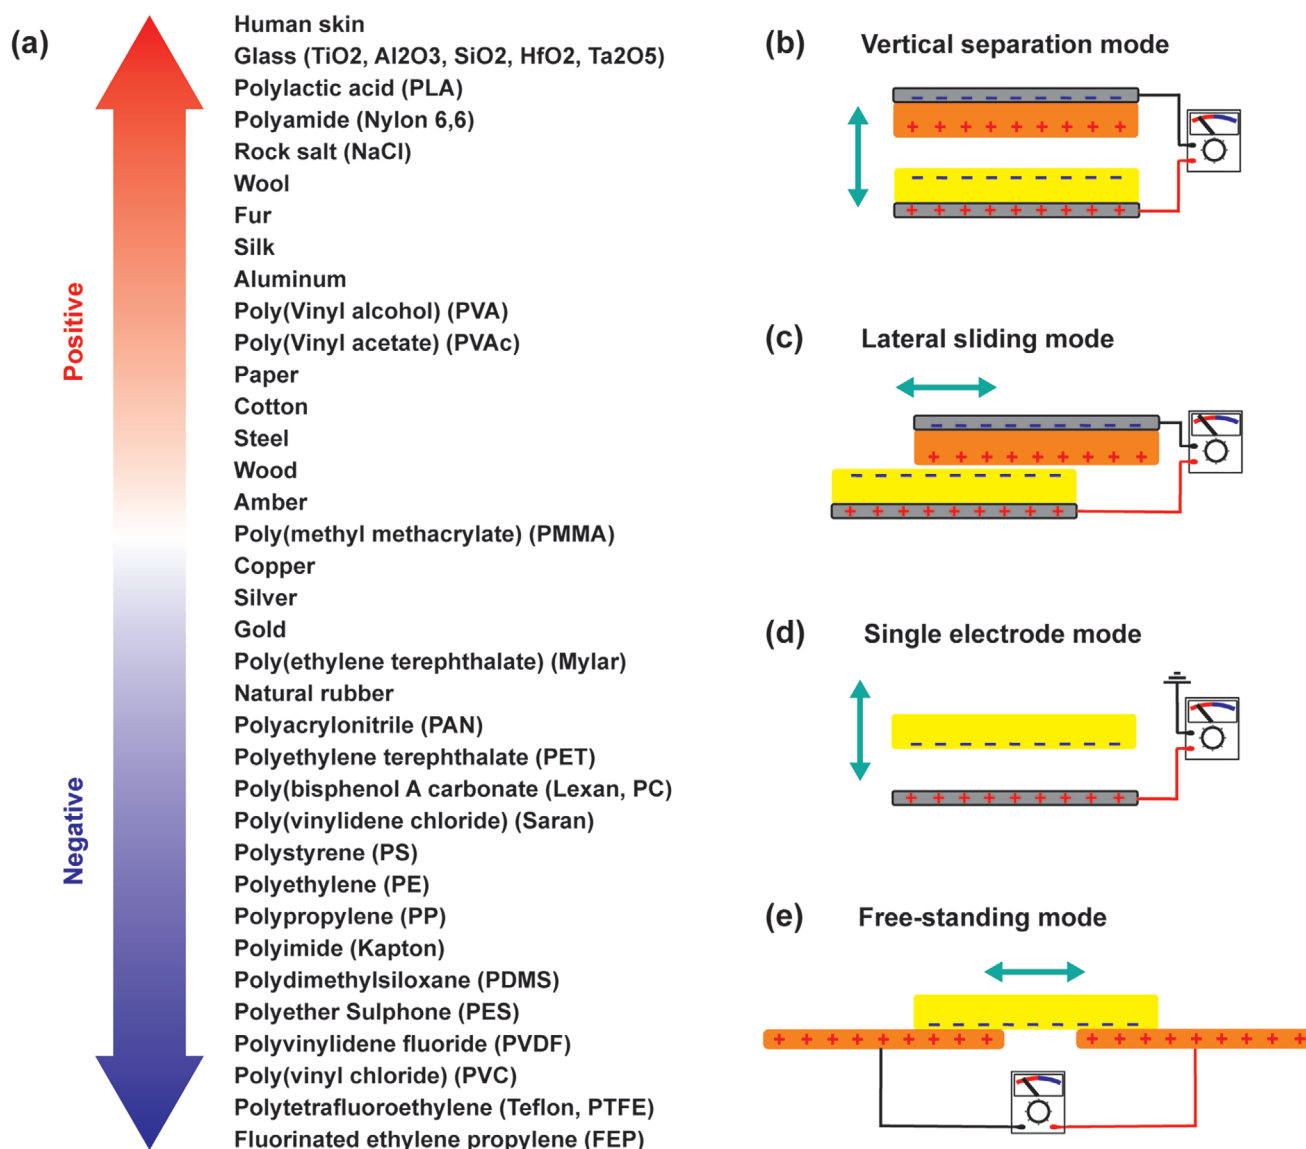 (a)
Positive
Negative
Human skin
Glass (TiO2, Al2O3, SiO2, HfO2, Ta2O5)
Polylactic acid (PLA)
Polyamide (Nylon 6,6)
Rock salt (NaCl)
Wool
Fur
Silk
Aluminum
Poly(Vinyl alcohol) (PVA)
Poly(Vinyl acetate) (PVAc)
Paper
Cotton
Steel
Wood
Amber
Poly(methyl methacrylate) (PMMA)
Copper
Silver
Gold
Poly(ethylene terephthalate) (Mylar)
Natural rubber
Polyacrylonitrile (PAN)
Polyethylene terephthalate (PET)
Poly(bisphenol A carbonate (Lexan, PC)
Poly(vinylidene chloride) (Saran)
Polystyrene (PS)
Polyethylene (PE)
Polypropylene (PP)
Polyimide (Kapton)
Polydimethylsiloxane (PDMS)
Polyether Sulphone (PES)
Polyvinylidene fluoride (PVDF)
Poly(vinyl chloride) (PVC)
Polytetrafluoroethylene (Teflon, PTFE)
Fluorinated ethylene propylene (FEP)
(b) Vertical separation mode
(c) Lateral sliding mode
(d) Single electrode mode
(e) Free-standing mode